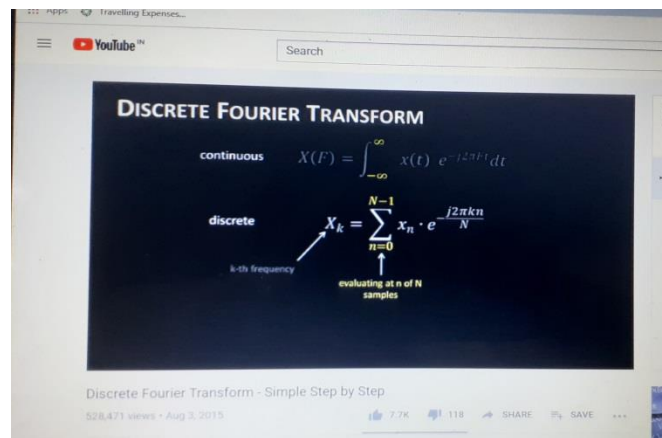 Apps Travelling Expenses...
YouTube IN
Search
DISCRETE FOURIER TRANSFORM
continuous X(F) = ∫_{-∞}^{∞} x(t) e^{-j2πFt} dt
discrete X_k = Σ_{n=0}^{N-1} x_n · e^{-j2πkn/N}
k-th frequency
evaluating at n of N
samples
Discrete Fourier Transform - Simple Step by Step
528,471 views • Aug 3, 2015
7.7K 118 SHARE SAVE ...